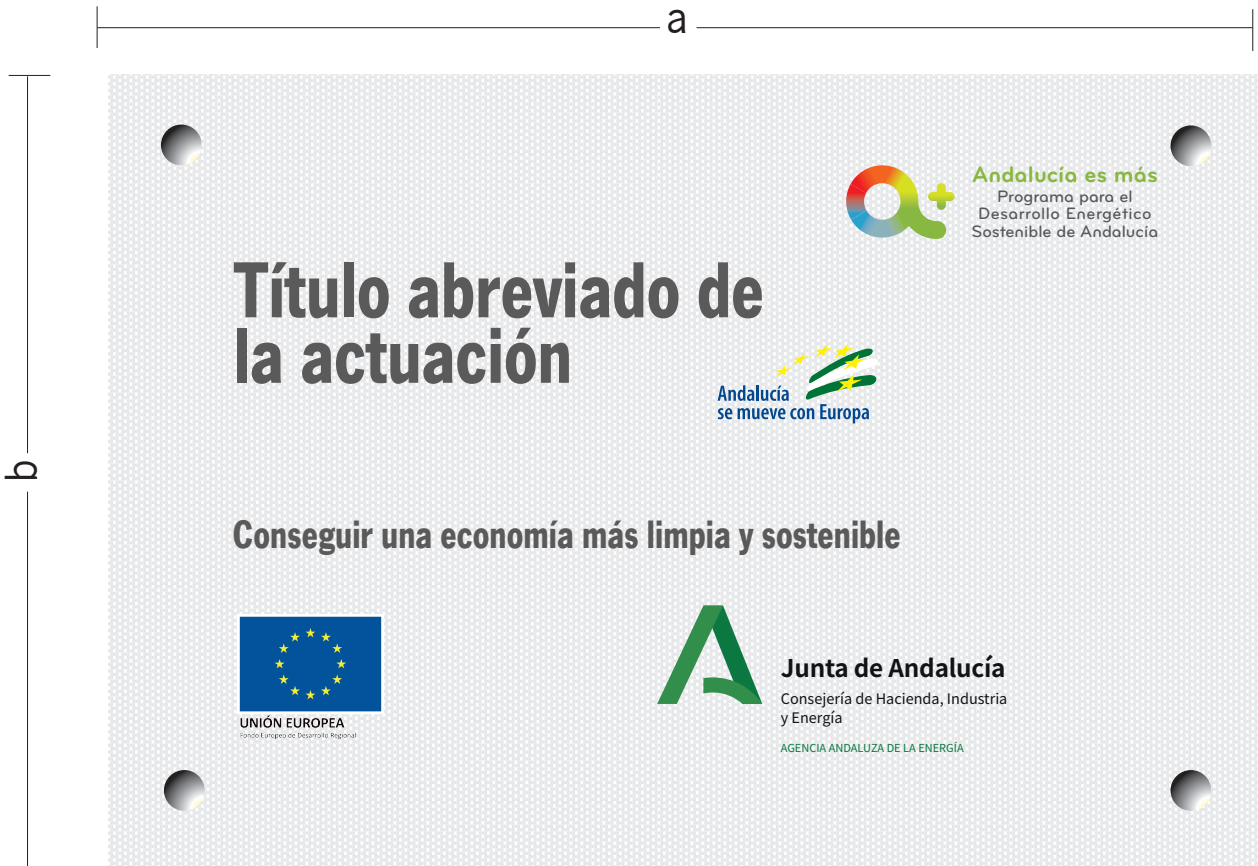 a
b
Andalucía es más
Programa para el
Desarrollo Energético
Sostenible de Andalucía
Título abreviado de
la actuación
Andalucía
se mueve con Europa
Conseguir una economía más limpia y sostenible
UNIÓN EUROPEA
Fondo Europeo de Desarrollo Regional
Junta de Andalucía
Consejería de Hacienda, Industria
y Energía
AGENCIA ANDALUZA DE LA ENERGÍA